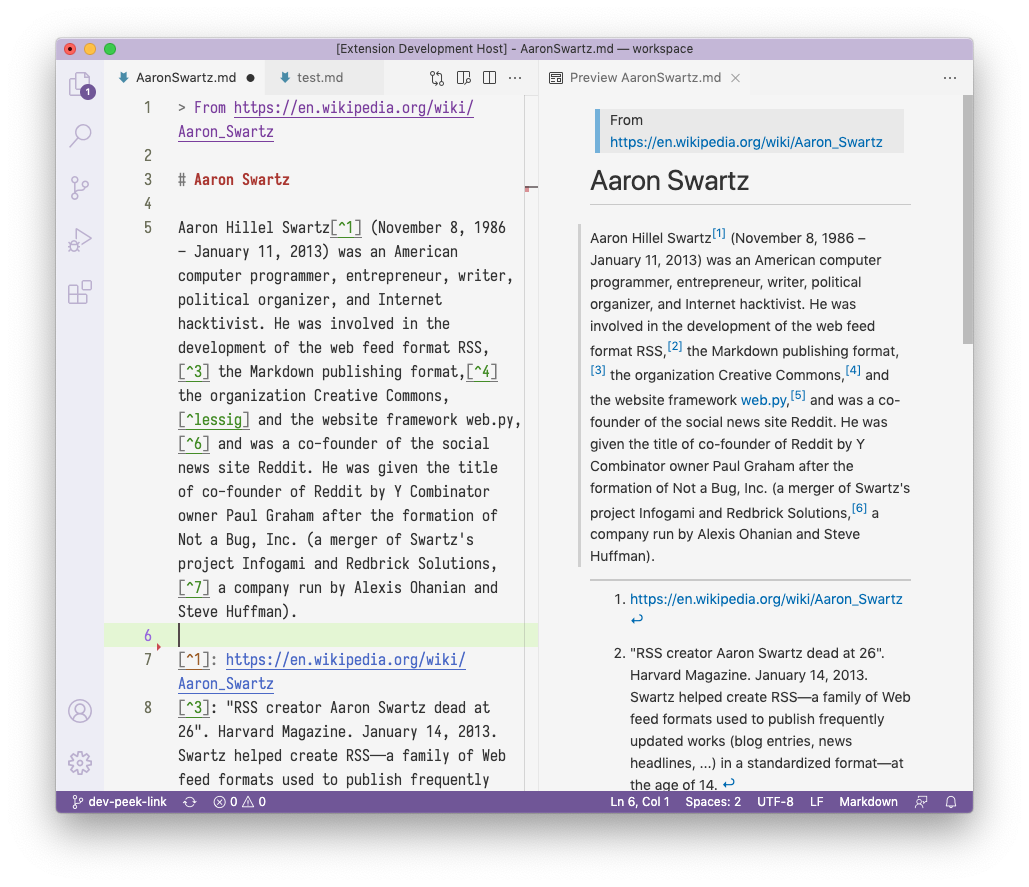 [Extension Development Host] - AaronSwartz.md — workspace
AaronSwartz.md
test.md
1
1 > From https://en.wikipedia.org/wiki/
Aaron_Swartz
2
3 # Aaron Swartz
4
5 Aaron Hillel Swartz[^1] (November 8, 1986
– January 11, 2013) was an American
computer programmer, entrepreneur, writer,
political organizer, and Internet
hacktivist. He was involved in the
development of the web feed format RSS,
[^3] the Markdown publishing format,[^4]
the organization Creative Commons,
[^lessig] and the website framework web.py,
[^6] and was a co-founder of the social
news site Reddit. He was given the title
of co-founder of Reddit by Y Combinator
owner Paul Graham after the formation of
Not a Bug, Inc. (a merger of Swartz's
project Infogami and Redbrick Solutions,
[^7] a company run by Alexis Ohanian and
Steve Huffman).
6
7 [^1]: https://en.wikipedia.org/wiki/
Aaron_Swartz
8 [^3]: "RSS creator Aaron Swartz dead at
26". Harvard Magazine. January 14, 2013.
Swartz helped create RSS—a family of Web
feed formats used to publish frequently
Preview AaronSwartz.md
From
https://en.wikipedia.org/wiki/Aaron_Swartz
Aaron Swartz
Aaron Hillel Swartz[1] (November 8, 1986 –
January 11, 2013) was an American computer
programmer, entrepreneur, writer, political
organizer, and Internet hacktivist. He was
involved in the development of the web feed
format RSS,[2] the Markdown publishing format,
[3] the organization Creative Commons,[4] and
the website framework web.py,[5] and was a co-
founder of the social news site Reddit. He was
given the title of co-founder of Reddit by Y
Combinator owner Paul Graham after the
formation of Not a Bug, Inc. (a merger of Swartz's
project Infogami and Redbrick Solutions,[6] a
company run by Alexis Ohanian and Steve
Huffman).
1. https://en.wikipedia.org/wiki/Aaron_Swartz
↩
2. "RSS creator Aaron Swartz dead at 26".
Harvard Magazine. January 14, 2013.
Swartz helped create RSS—a family of Web
feed formats used to publish frequently
updated works (blog entries, news
headlines, ...) in a standardized format—at
the age of 14. ↩
dev-peek-link 0 0 Ln 6, Col 1 Spaces: 2 UTF-8 LF Markdown